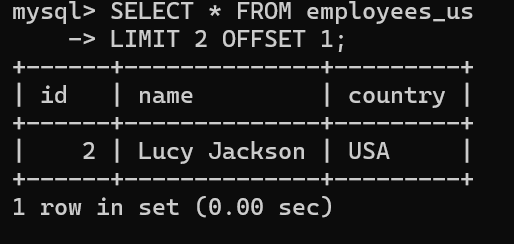 mysql> SELECT * FROM employees_us
    -> LIMIT 2 OFFSET 1;
+------+--------------+---------+
| id   | name         | country |
+------+--------------+---------+
|    2 | Lucy Jackson | USA     |
+------+--------------+---------+
1 row in set (0.00 sec)